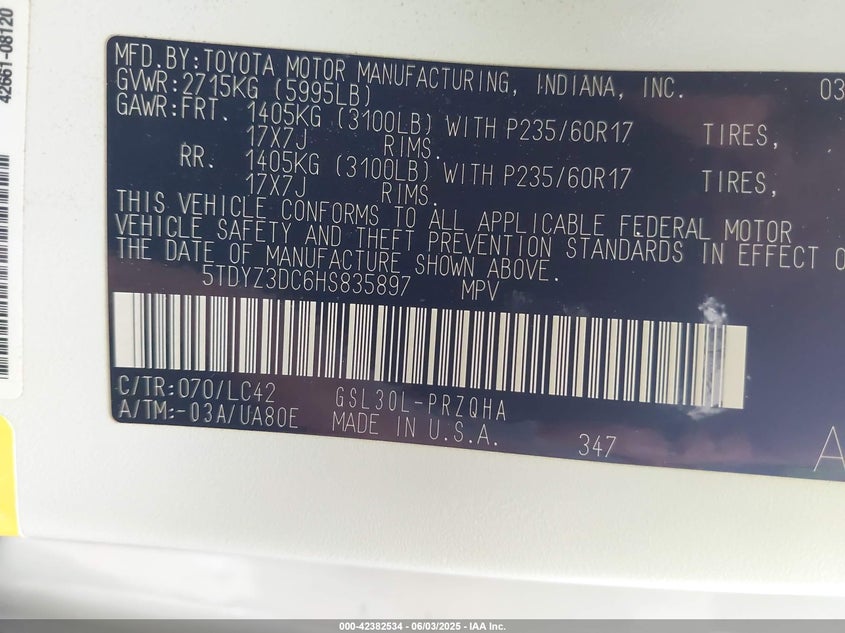 42661-08120
MFD.BY:TOYOTA MOTOR MANUFACTURING, INDIANA, INC. 03
GVWR:2715KG (5995LB)
GAWR:FRT. 1405KG (3100LB) WITH P235/60R17 TIRES,
17X7J RIMS.
RR. 1405KG (3100LB) WITH P235/60R17 TIRES,
17X7J RIMS.
THIS VEHICLE CONFORMS TO ALL APPLICABLE FEDERAL MOTOR
VEHICLE SAFETY AND THEFT PREVENTION STANDARDS IN EFFECT O
THE DATE OF MANUFACTURE SHOWN ABOVE.
5TDYZ3DC6HS835897 MPV
C/TR:070/LC42 GSL30L-PRZQHA
A/TM:-03A/UA80E MADE IN U.S.A. 347
A
000-42382534 - 06/03/2025 - IAA Inc.